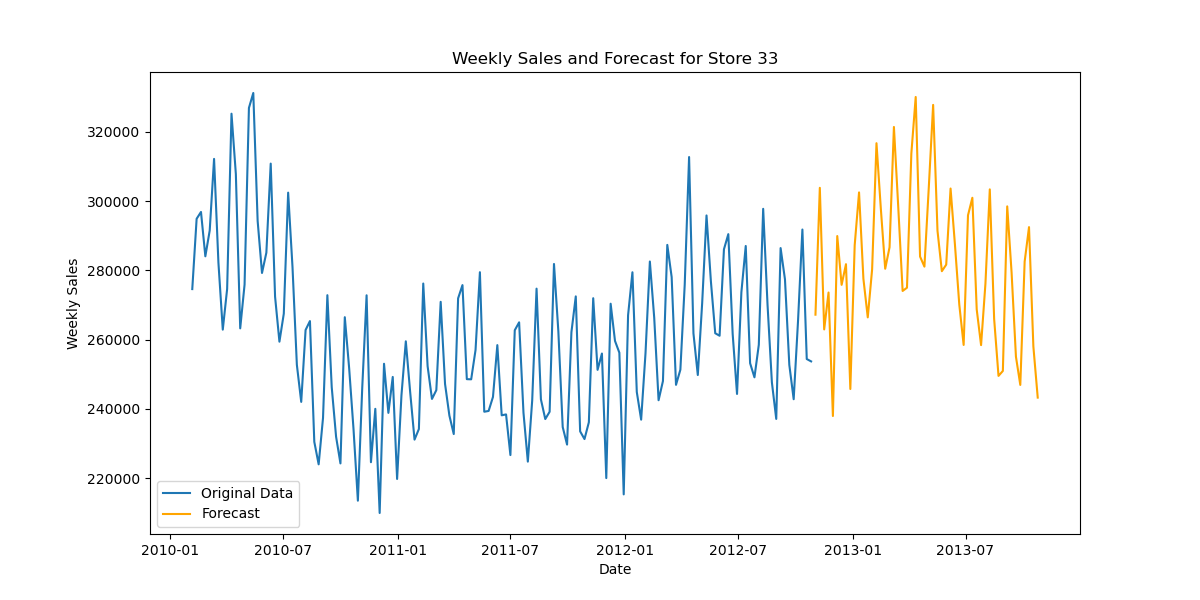 Weekly Sales and Forecast for Store 33
320000
300000
280000
260000
240000
220000
Weekly Sales
Original Data
Forecast
2010-01 2010-07 2011-01 2011-07 2012-01 2012-07 2013-01 2013-07
Date